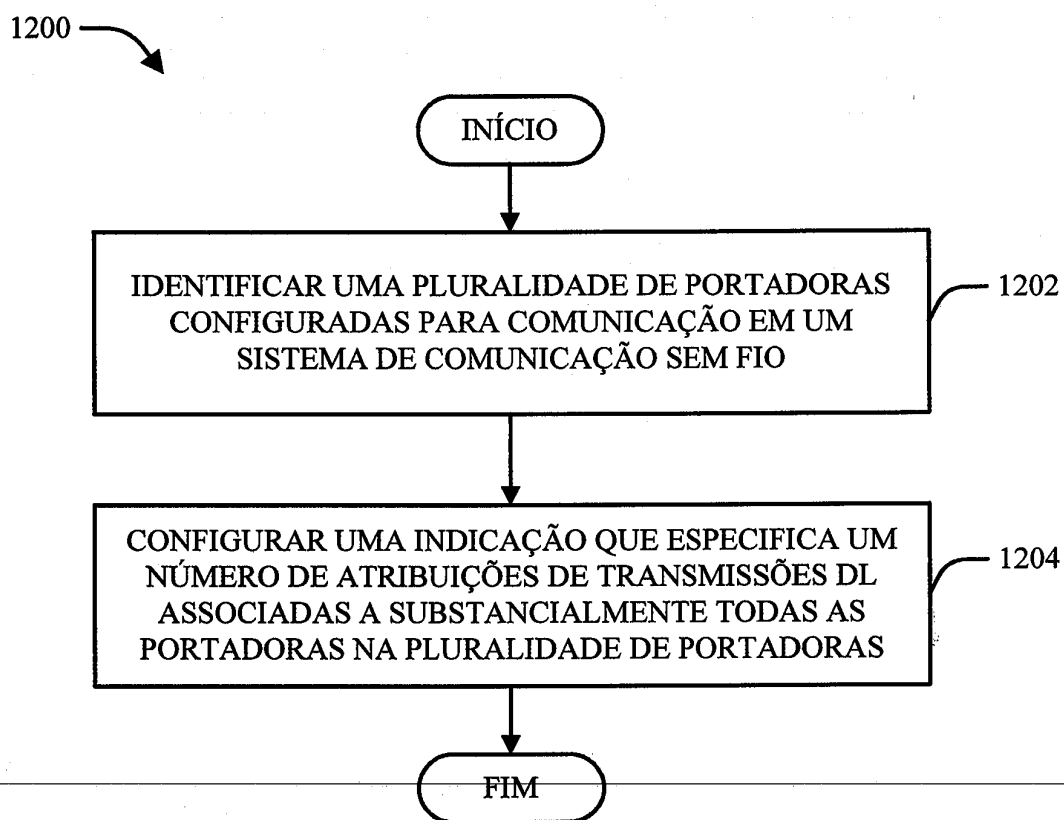 1200
INÍCIO
IDENTIFICAR UMA PLURALIDADE DE PORTADORAS
CONFIGURADAS PARA COMUNICAÇÃO EM UM
SISTEMA DE COMUNICAÇÃO SEM FIO
1202
CONFIGURAR UMA INDICAÇÃO QUE ESPECIFICA UM
NÚMERO DE ATRIBUIÇÕES DE TRANSMISSÕES DL
ASSOCIADAS A SUBSTANCIALMENTE TODAS AS
PORTADORAS NA PLURALIDADE DE PORTADORAS
1204
FIM